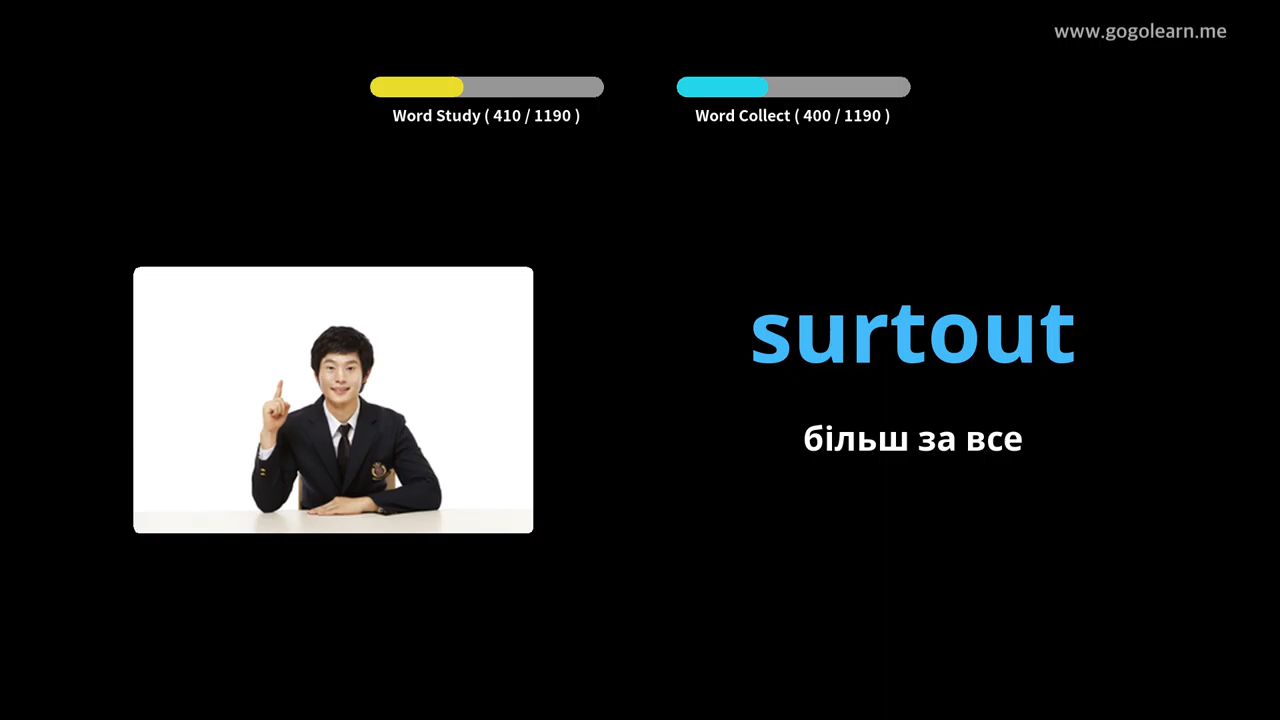 www.gogolearn.me
Word Study ( 410 / 1190 )
Word Collect ( 400 / 1190 )
surtout
більш за все